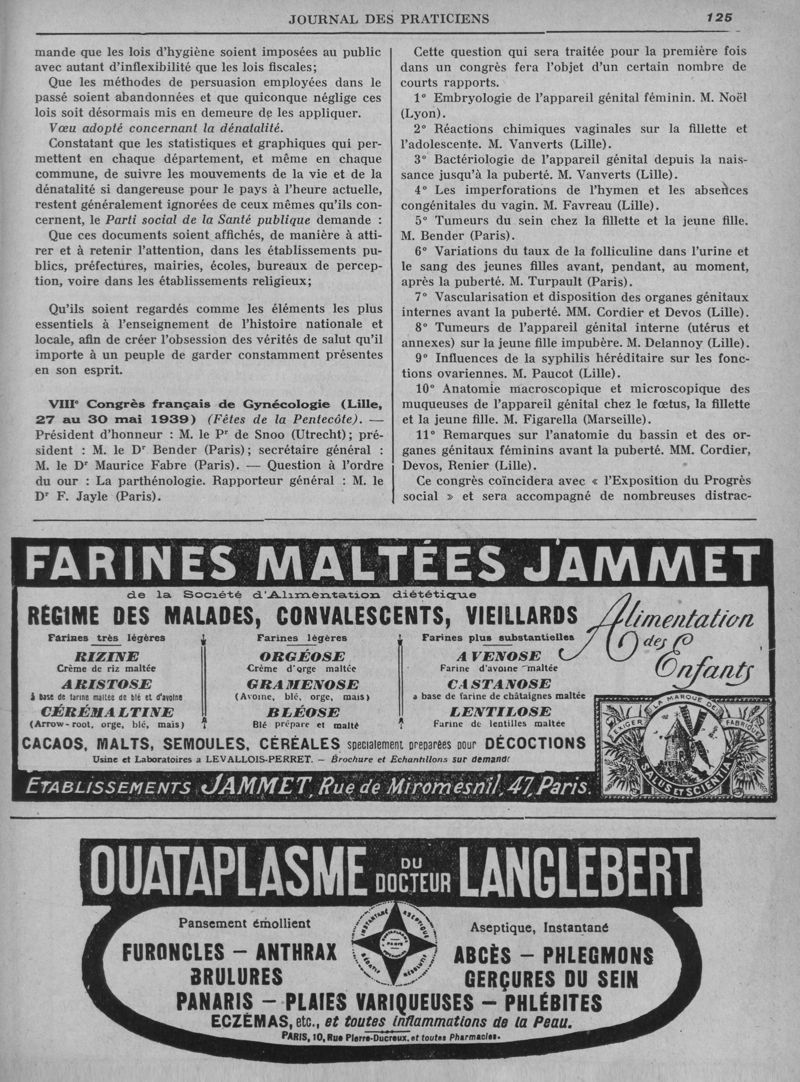 JOURNAL DES PRATICIENS
125
mande que les lois d'hygiène soient imposées au public
avec autant d'inflexibilité que les lois fiscales;
Que les méthodes de persuasion employées dans le
passé soient abandonnées et que quiconque néglige ces
lois soit désormais mis en demeure de les appliquer.
Vœu adopté concernant la dénatalité.
Constatant que les statistiques et graphiques qui per-
mettent en chaque département, et même en chaque
commune, de suivre les mouvements de la vie et de la
dénatalité si dangereuse pour le pays à l'heure actuelle,
restent généralement ignorées de ceux mêmes qu'ils con-
cernent, le Parti social de la Santé publique demande :
Que ces documents soient affichés, de manière à atti-
rer et à retenir l'attention, dans les établissements pu-
blics, préfectures, mairies, écoles, bureaux de percep-
tion, voire dans les établissements religieux;
Qu'ils soient regardés comme les éléments les plus
essentiels à l'enseignement de l'histoire nationale et
locale, afin de créer l'obsession des vérités de salut qu'il
importe à un peuple de garder constamment présentes
en son esprit.
VIIIe Congrès français de Gynécologie (Lille,
27 au 30 mai 1939) (Fêtes de la Pentecôte). —
Président d'honneur : M. le Pr de Snoo (Utrecht); pré-
sident : M. le Dr Bender (Paris); secrétaire général :
M. le Dr Maurice Fabre (Paris). — Question à l'ordre
du our : La parthénologie. Rapporteur général : M. le
Dr F. Jayle (Paris).
Cette question qui sera traitée pour la première fois
dans un congrès fera l'objet d'un certain nombre de
courts rapports.
1° Embryologie de l'appareil génital féminin. M. Noël
(Lyon).
2° Réactions chimiques vaginales sur la fillette et
l'adolescente. M. Vanverts (Lille).
3° Bactériologie de l'appareil génital depuis la nais-
sance jusqu'à la puberté. M. Vanverts (Lille).
4° Les imperforations de l'hymen et les absences
congénitales du vagin. M. Favreau (Lille).
5° Tumeurs du sein chez la fillette et la jeune fille.
M. Bender (Paris).
6° Variations du taux de la folliculine dans l'urine et
le sang des jeunes filles avant, pendant, au moment,
après la puberté. M. Turpault (Paris).
7° Vascularisation et disposition des organes génitaux
internes avant la puberté. MM. Cordier et Devos (Lille).
8° Tumeurs de l'appareil génital interne (utérus et
annexes) sur la jeune fille impubère. M. Delannoy (Lille).
9° Influences de la syphilis héréditaire sur les fonc-
tions ovariennes. M. Paucot (Lille).
10° Anatomie macroscopique et microscopique des
muqueuses de l'appareil génital chez le fœtus, la fillette
et la jeune fille. M. Figarella (Marseille).
11° Remarques sur l'anatomie du bassin et des or-
ganes génitaux féminins avant la puberté. MM. Cordier,
Devos, Renier (Lille).
Ce congrès coïncidera avec « l'Exposition du Progrès
social » et sera accompagné de nombreuses distrac-
FARINES MALTÉES JAMMET
de la Société d'Alimentation diététique
RÉGIME DES MALADES, CONVALESCENTS, VIEILLARDS
Alimentation
des
Enfants
Farines très légères
RIZINE
Crème de riz maltée
ARISTOSE
à base de farine maltée de blé et d'avoine
CÉRÉMALTINE
(Arrow-root, orge, blé, maïs)
Farines légères
ORGÉOSE
Crème d'orge maltée
GRAMENOSE
(Avoine, blé, orge, maïs)
BLÉOSE
Blé préparé et malté
Farines plus substantielles
AVENOSE
Farine d'avoine maltée
CASTANOSE
a base de farine de châtaignes maltée
LENTILOSE
Farine de lentilles maltée
CACAOS, MALTS, SEMOULES, CÉRÉALES specialement preparées pour DÉCOCTIONS
Usine et Laboratoires a LEVALLOIS-PERRET. — Brochure et Echantillons sur demande
EXIGER LA MARQUE DE FABRIQUE
SALUS ET SCIENTIA
ETABLISSEMENTS JAMMET, Rue de Miromesnil, 47, Paris.
OUATAPLASME DU DOCTEUR LANGLEBERT
Pansement émollient
Aseptique, Instantané
FURONCLES — ANTHRAX
ABCÈS — PHLEGMONS
BRULURES
GERÇURES DU SEIN
PANARIS — PLAIES VARIQUEUSES — PHLÉBITES
ECZÉMAS, etc., et toutes inflammations de la Peau.
PARIS, 10, Rue Pierre-Ducreux, et toutes Pharmacies.